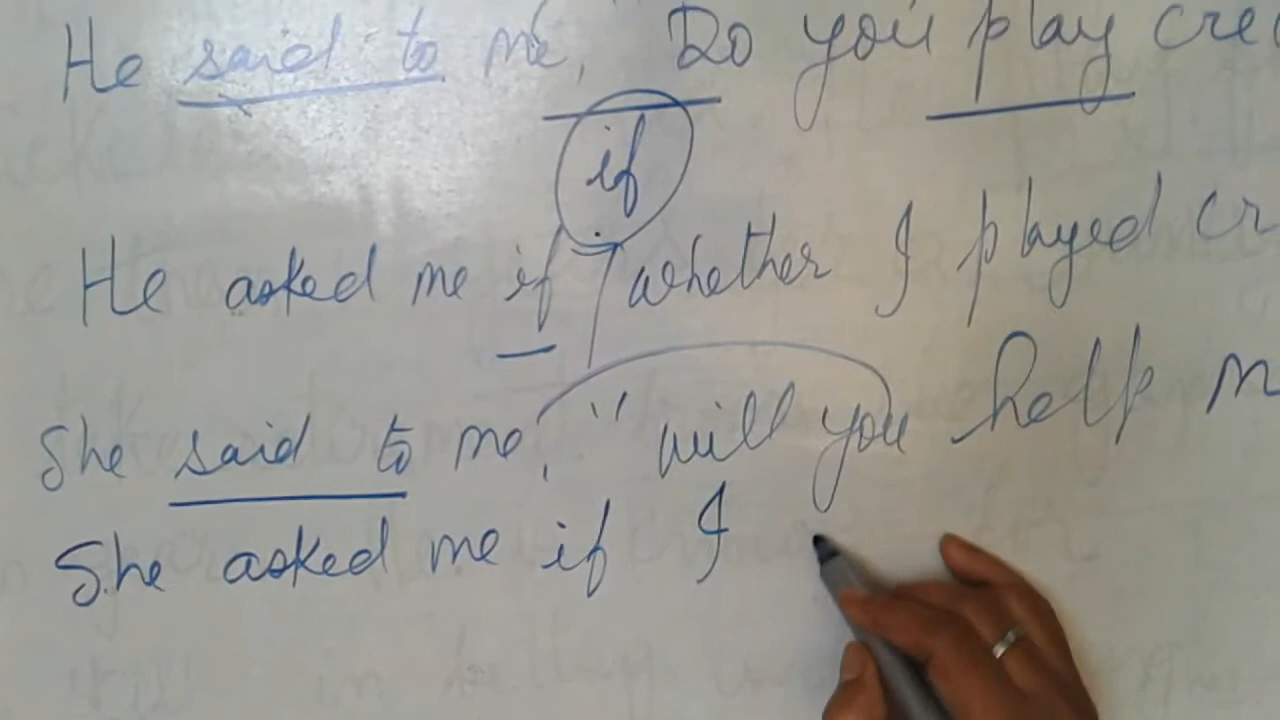 He said to me, " Do you play cre
if
He asked me if / whether I played cr
She said to me, " will you help m
She asked me if I